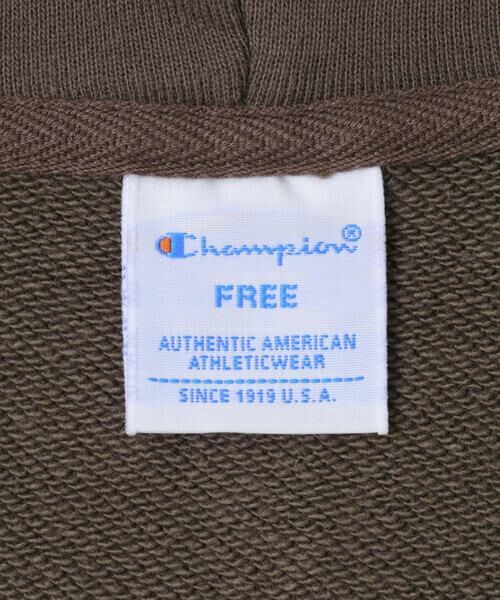 Champion®
FREE
AUTHENTIC AMERICAN
ATHLETICWEAR
SINCE 1919 U.S.A.